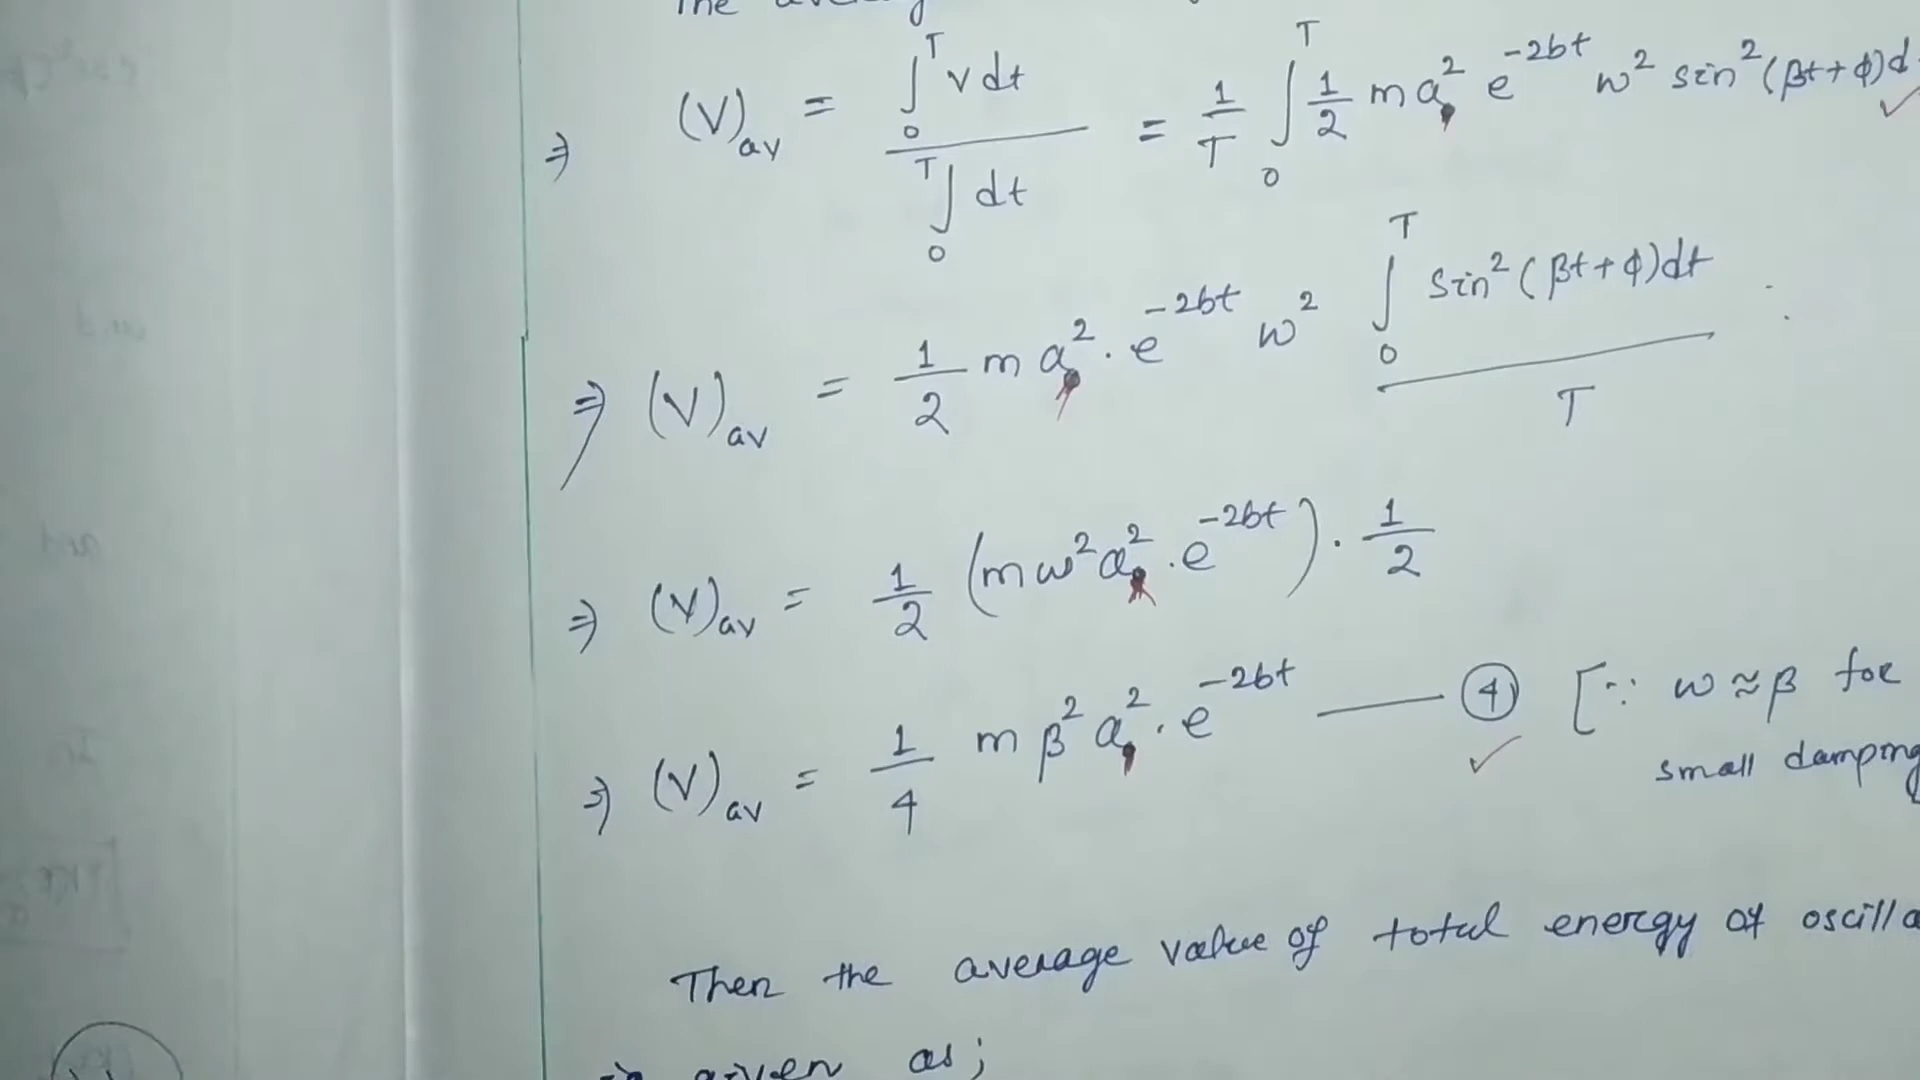 The
⇒ (V)av = ∫₀ᵀ V dt / ∫₀ᵀ dt = 1/T ∫₀ᵀ 1/2 m a₀² e^(-2bt) ω² sin²(βt+φ)d
⇒ (V)av = 1/2 m a₀² . e^(-2bt) ω² ∫₀ᵀ sin²(βt+φ)dt / T
⇒ (V)av = 1/2 (mω²a₀² . e^(-2bt)) . 1/2
⇒ (V)av = 1/4 m β² a₀² . e^(-2bt) —— ④ [∵ ω≈β for
small damping
Then the average value of total energy of oscilla
given as;